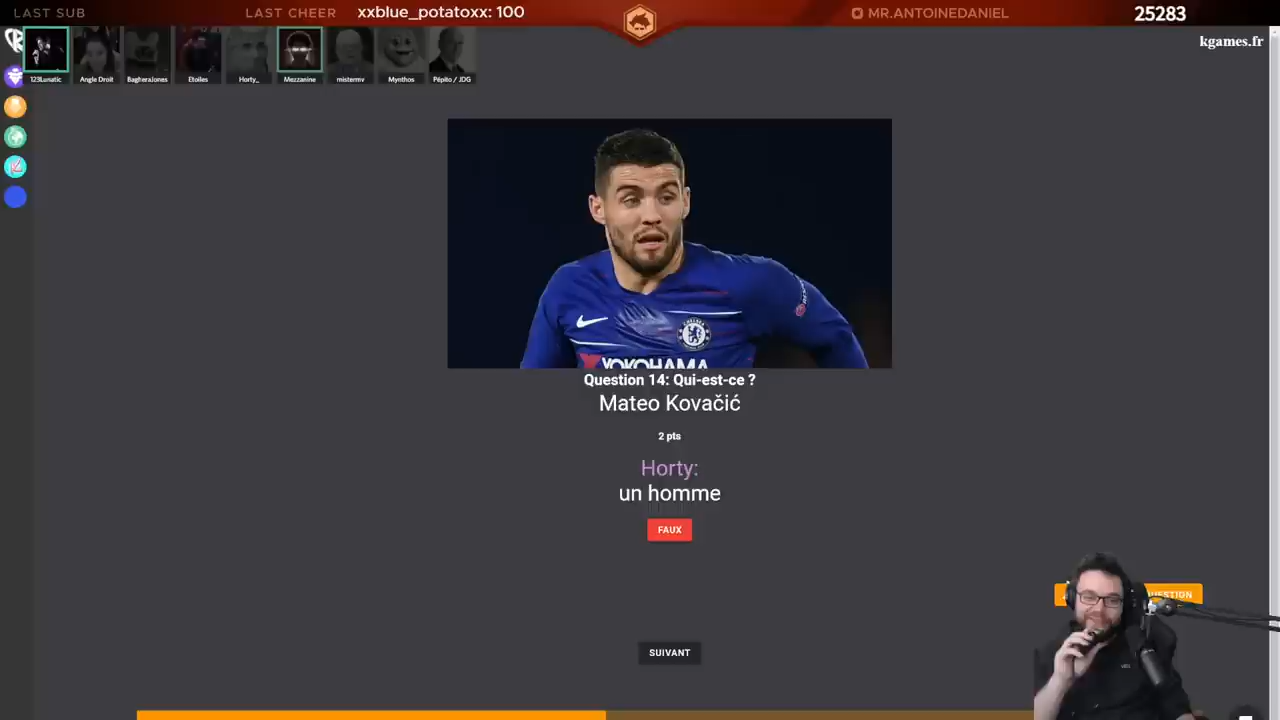 LAST SUB
LAST CHEER
xxblue_potatoxx: 100
MR.ANTOINEDANIEL
25283
kgames.fr
123Lunatic
Angle Droit
BagheraJones
Etoiles
Horty_
Mezzanine
mistermv
Mynthos
Pépito / JDG
YOKOHAMA
Question 14: Qui-est-ce ?
Mateo Kovačić
2 pts
Horty:
un homme
FAUX
SUIVANT